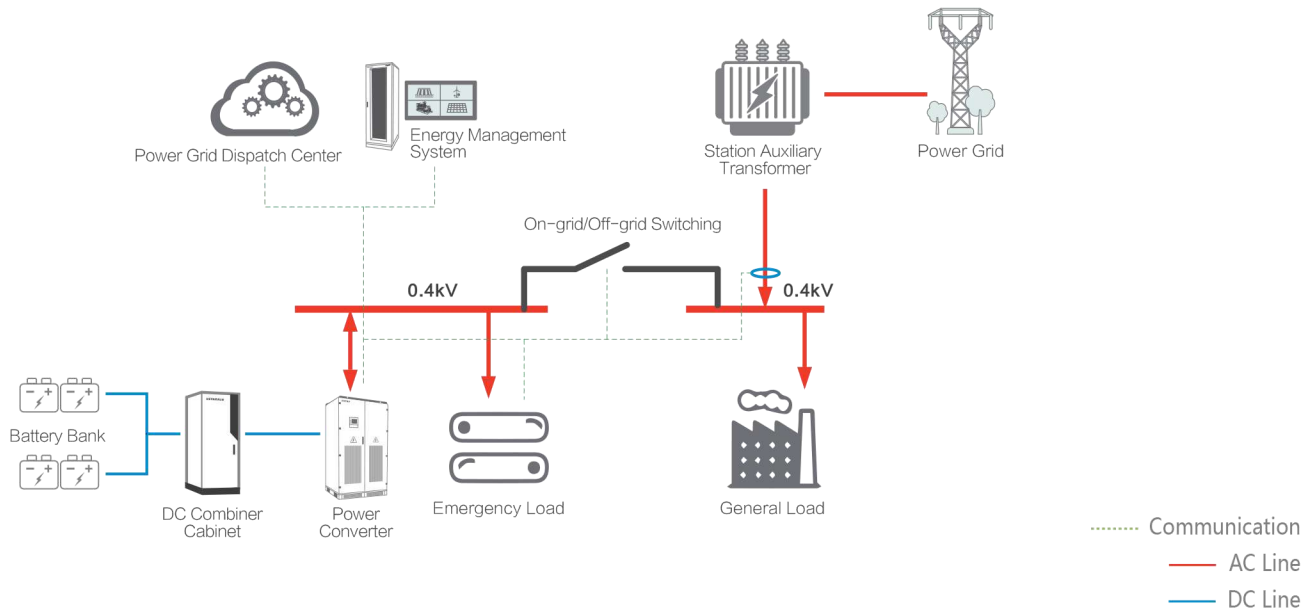 Power Grid Dispatch Center
Energy Management
System
Station Auxiliary
Transformer
Power Grid
On-grid/Off-grid Switching
0.4kV
0.4kV
Battery Bank
DC Combiner
Cabinet
Power
Converter
Emergency Load
General Load
Communication
AC Line
DC Line